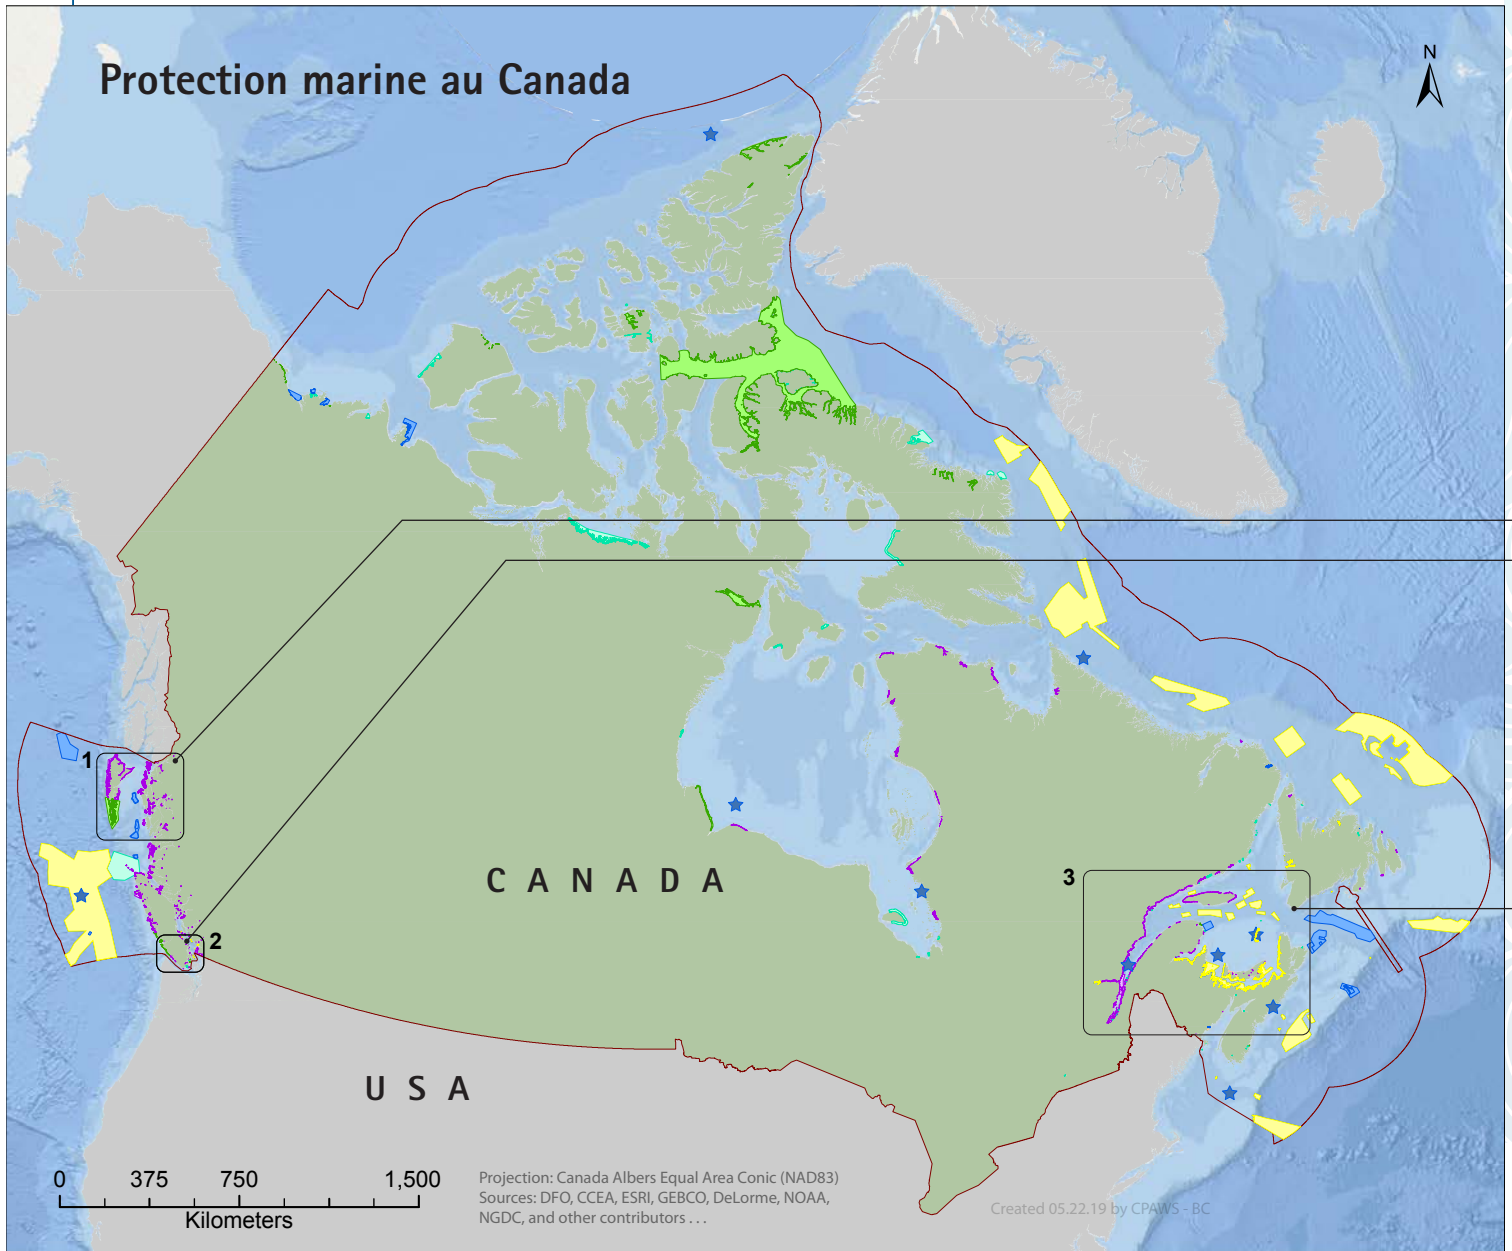 Protection marine au Canada
N
1
C A N A D A
3
2
U S A
0 375 750 1,500
Kilometers
Projection: Canada Albers Equal Area Conic (NAD83)
Sources: DFO, CCEA, ESRI, GEBCO, DeLorme, NOAA,
NGDC, and other contributors . . .
Created 05.22.19 by CPAWS - BC